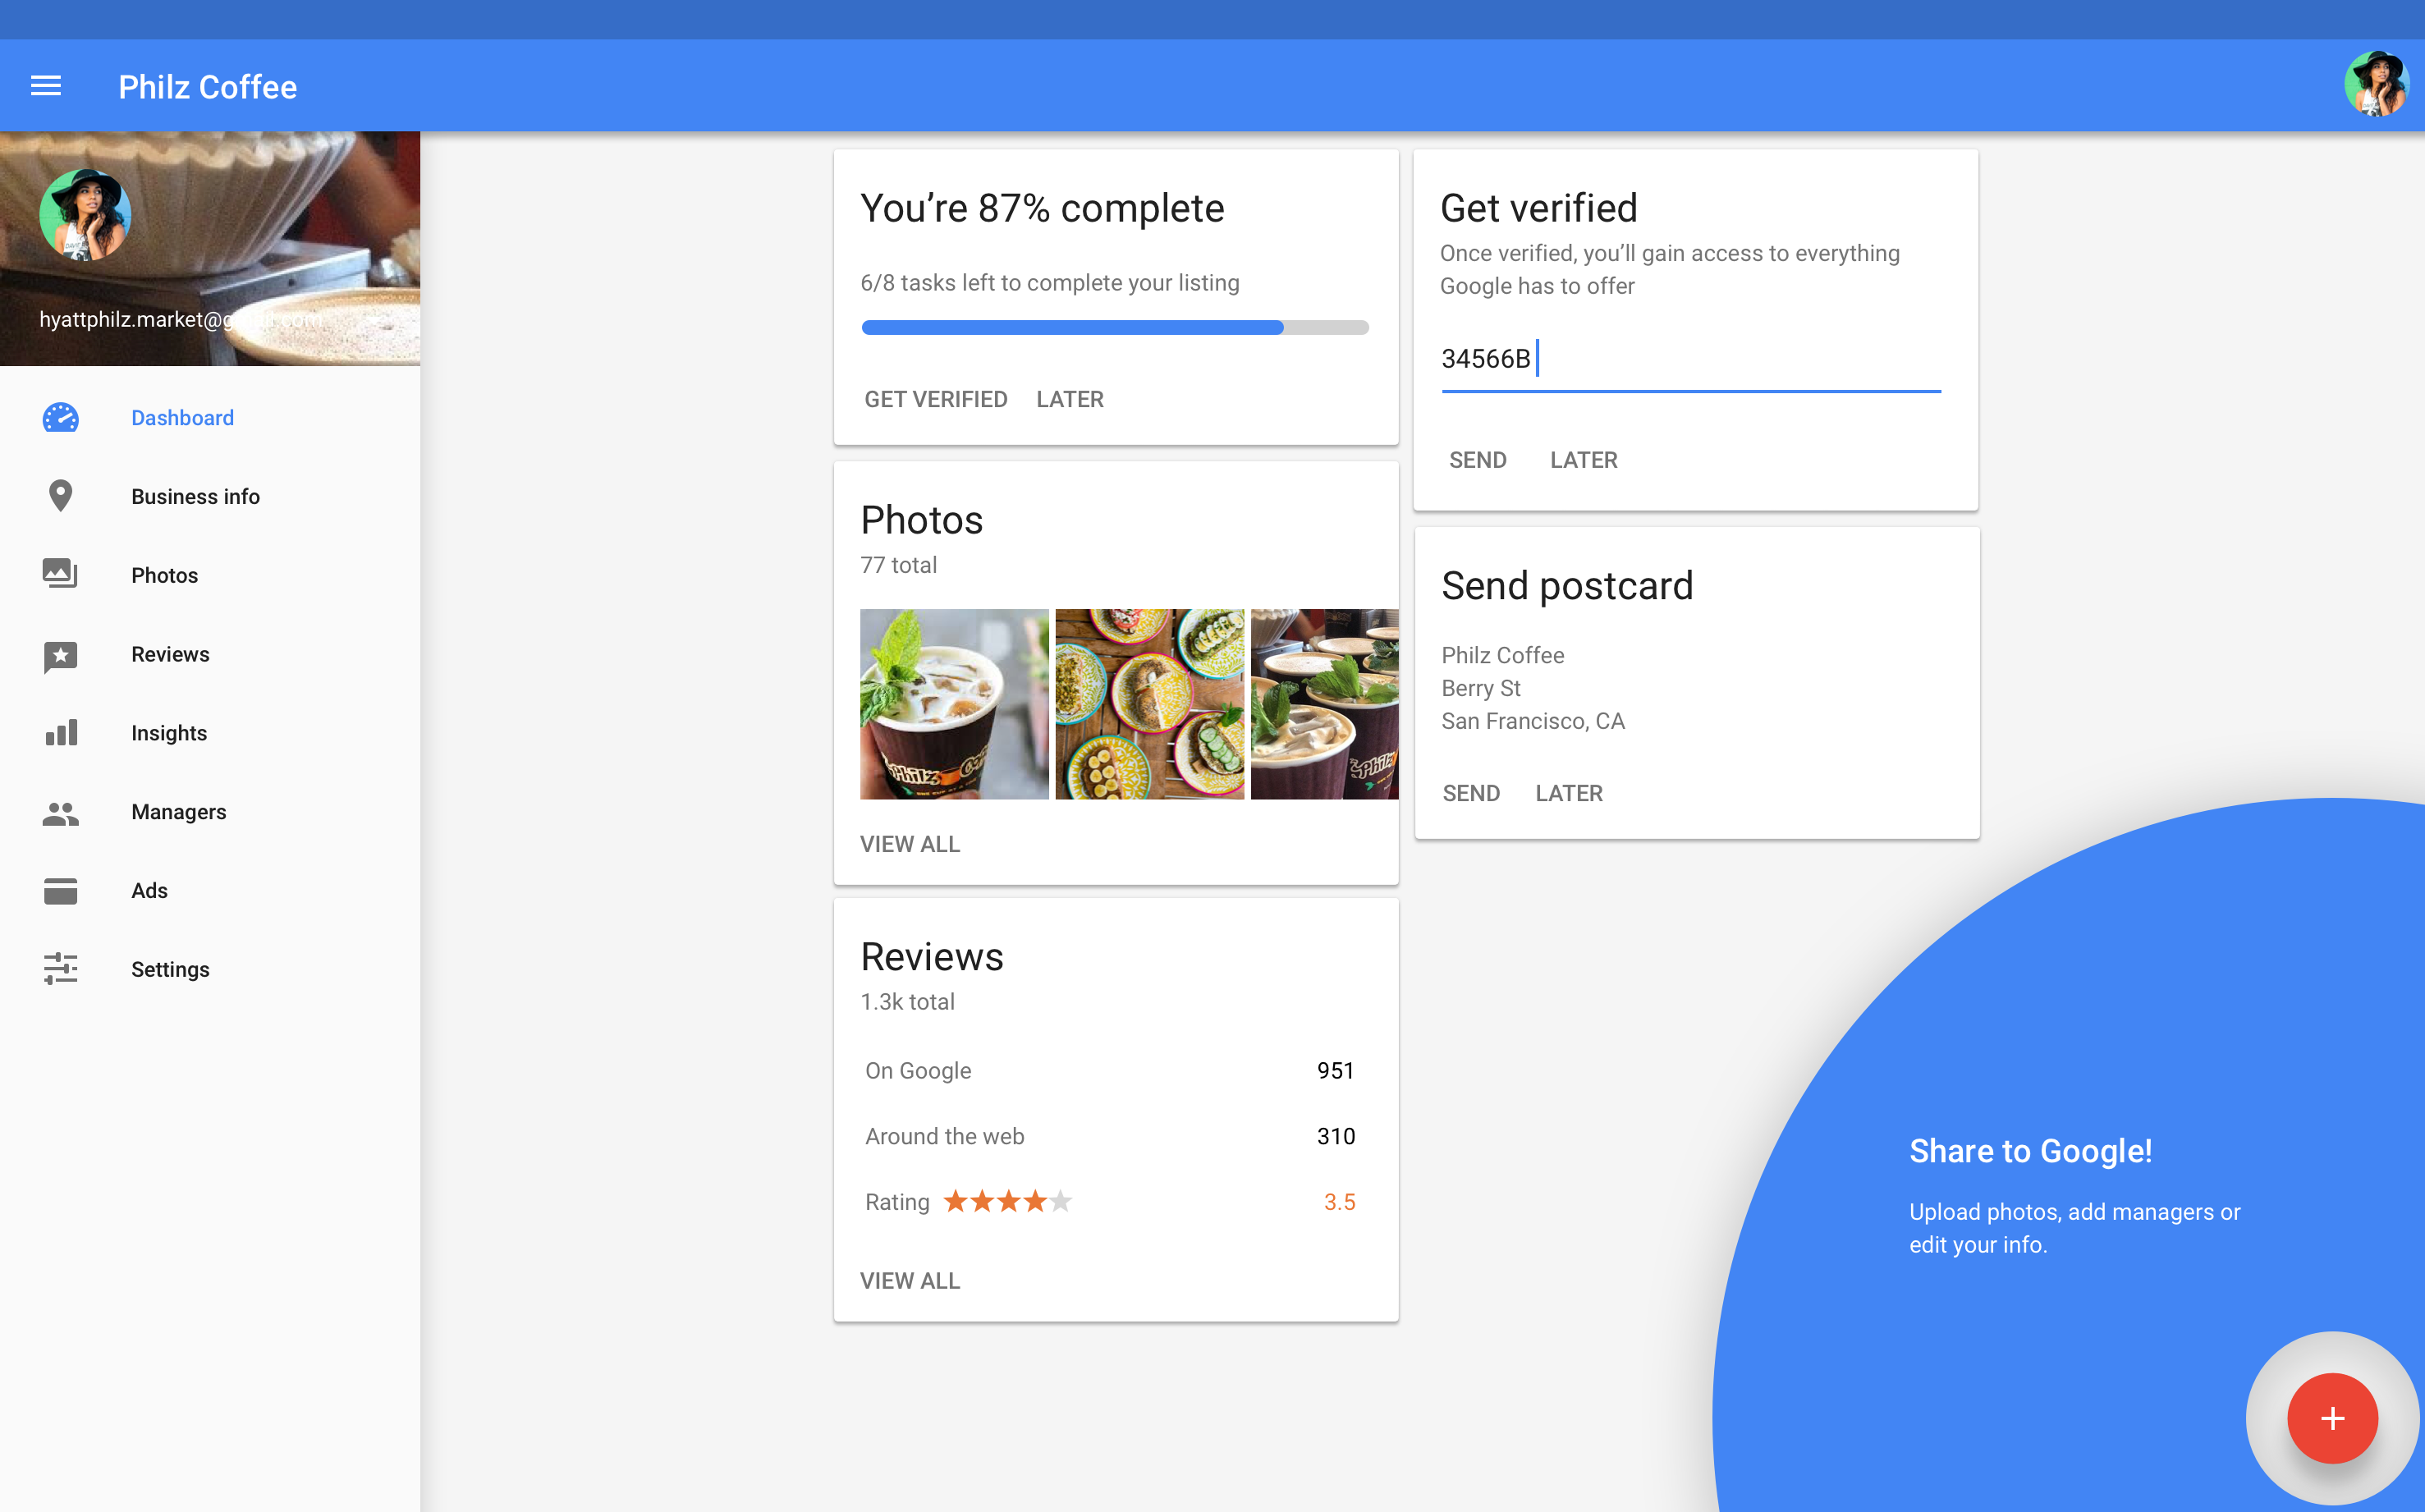 Philz Coffee
hyattphilz.market@
Dashboard
Business info
Photos
Reviews
Insights
Managers
Ads
Settings
You’re 87% complete
6/8 tasks left to complete your listing
GET VERIFIED LATER
Photos
77 total
VIEW ALL
Reviews
1.3k total
On Google 951
Around the web 310
Rating 3.5
VIEW ALL
Get verified
Once verified, you’ll gain access to everything
Google has to offer
34566B
SEND LATER
Send postcard
Philz Coffee
Berry St
San Francisco, CA
SEND LATER
Share to Google!
Upload photos, add managers or
edit your info.